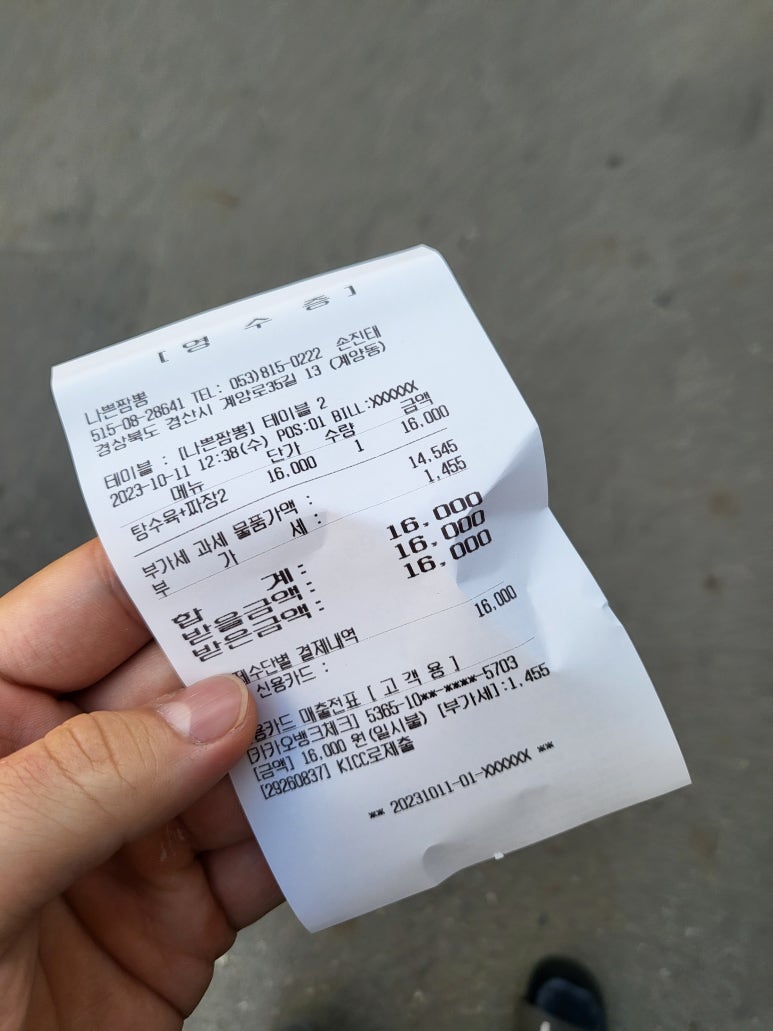 [ 영 수 증 ]
나쁜짬뽕
515-08-28641 TEL: 053)815-0222 손진태
경상북도 경산시 계양로35길 13 (계양동)
테이블 : [나쁜짬뽕] 테이블 2
2023-10-11 12:38(수) POS:01 BILL:XXXXXX
메뉴 단가 수량 금액
탕수육+짜장2 16,000 1 16,000
부가세 과세 물품가액 : 14,545
부 가 세 : 1,455
합 계: 16,000
받을금액: 16,000
받은금액: 16,000
제수단별 결제내역
신용카드 : 16,000
용카드 매출전표 [ 고객용 ]
[카카오뱅크체크] 5365-10**-****-5703
[금액] 16,000 원(일시불) [부가세]:1,455
[29260837] KICC로제출
** 20231011-01-XXXXXX **